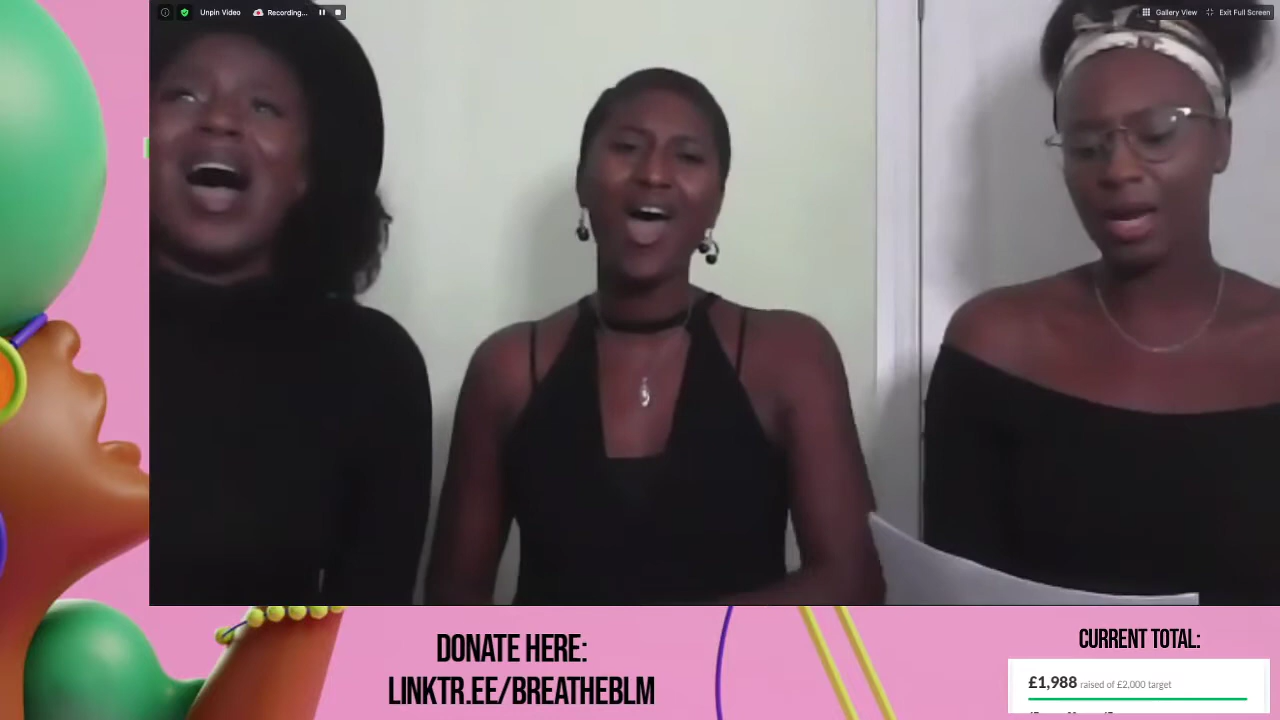 Unpin Video
Recording...
Gallery View
Exit Full Screen
DONATE HERE:
LINKTR.EE/BREATHEBLM
CURRENT TOTAL:
£1,988 raised of £2,000 target